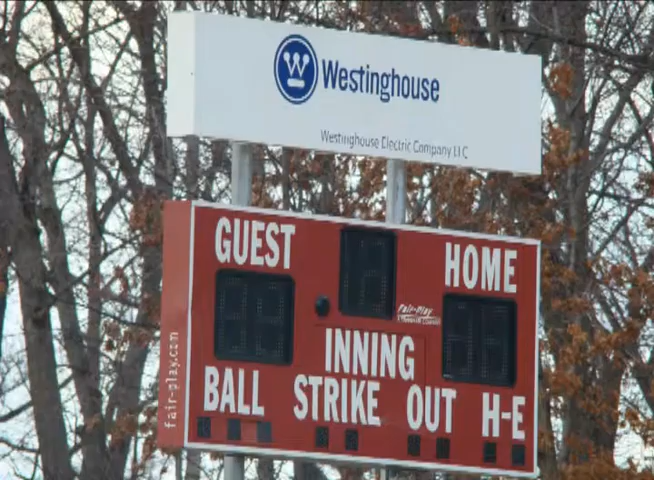 Westinghouse
Westinghouse Electric Company LLC
GUEST
HOME
Fair-Play
INNING
BALL STRIKE OUT H-E
fair-play.com